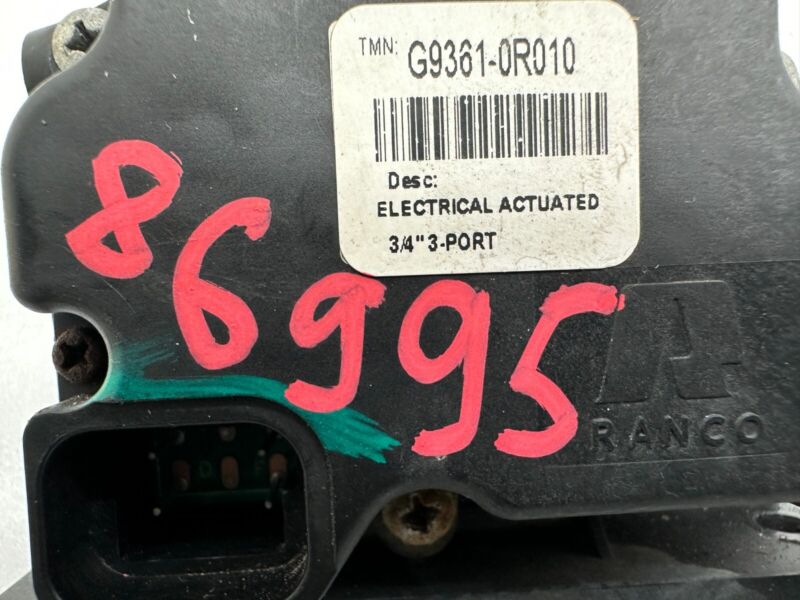 TMN: G9361-0R010
Desc:
ELECTRICAL ACTUATED
3/4" 3-PORT
86995
RANCO